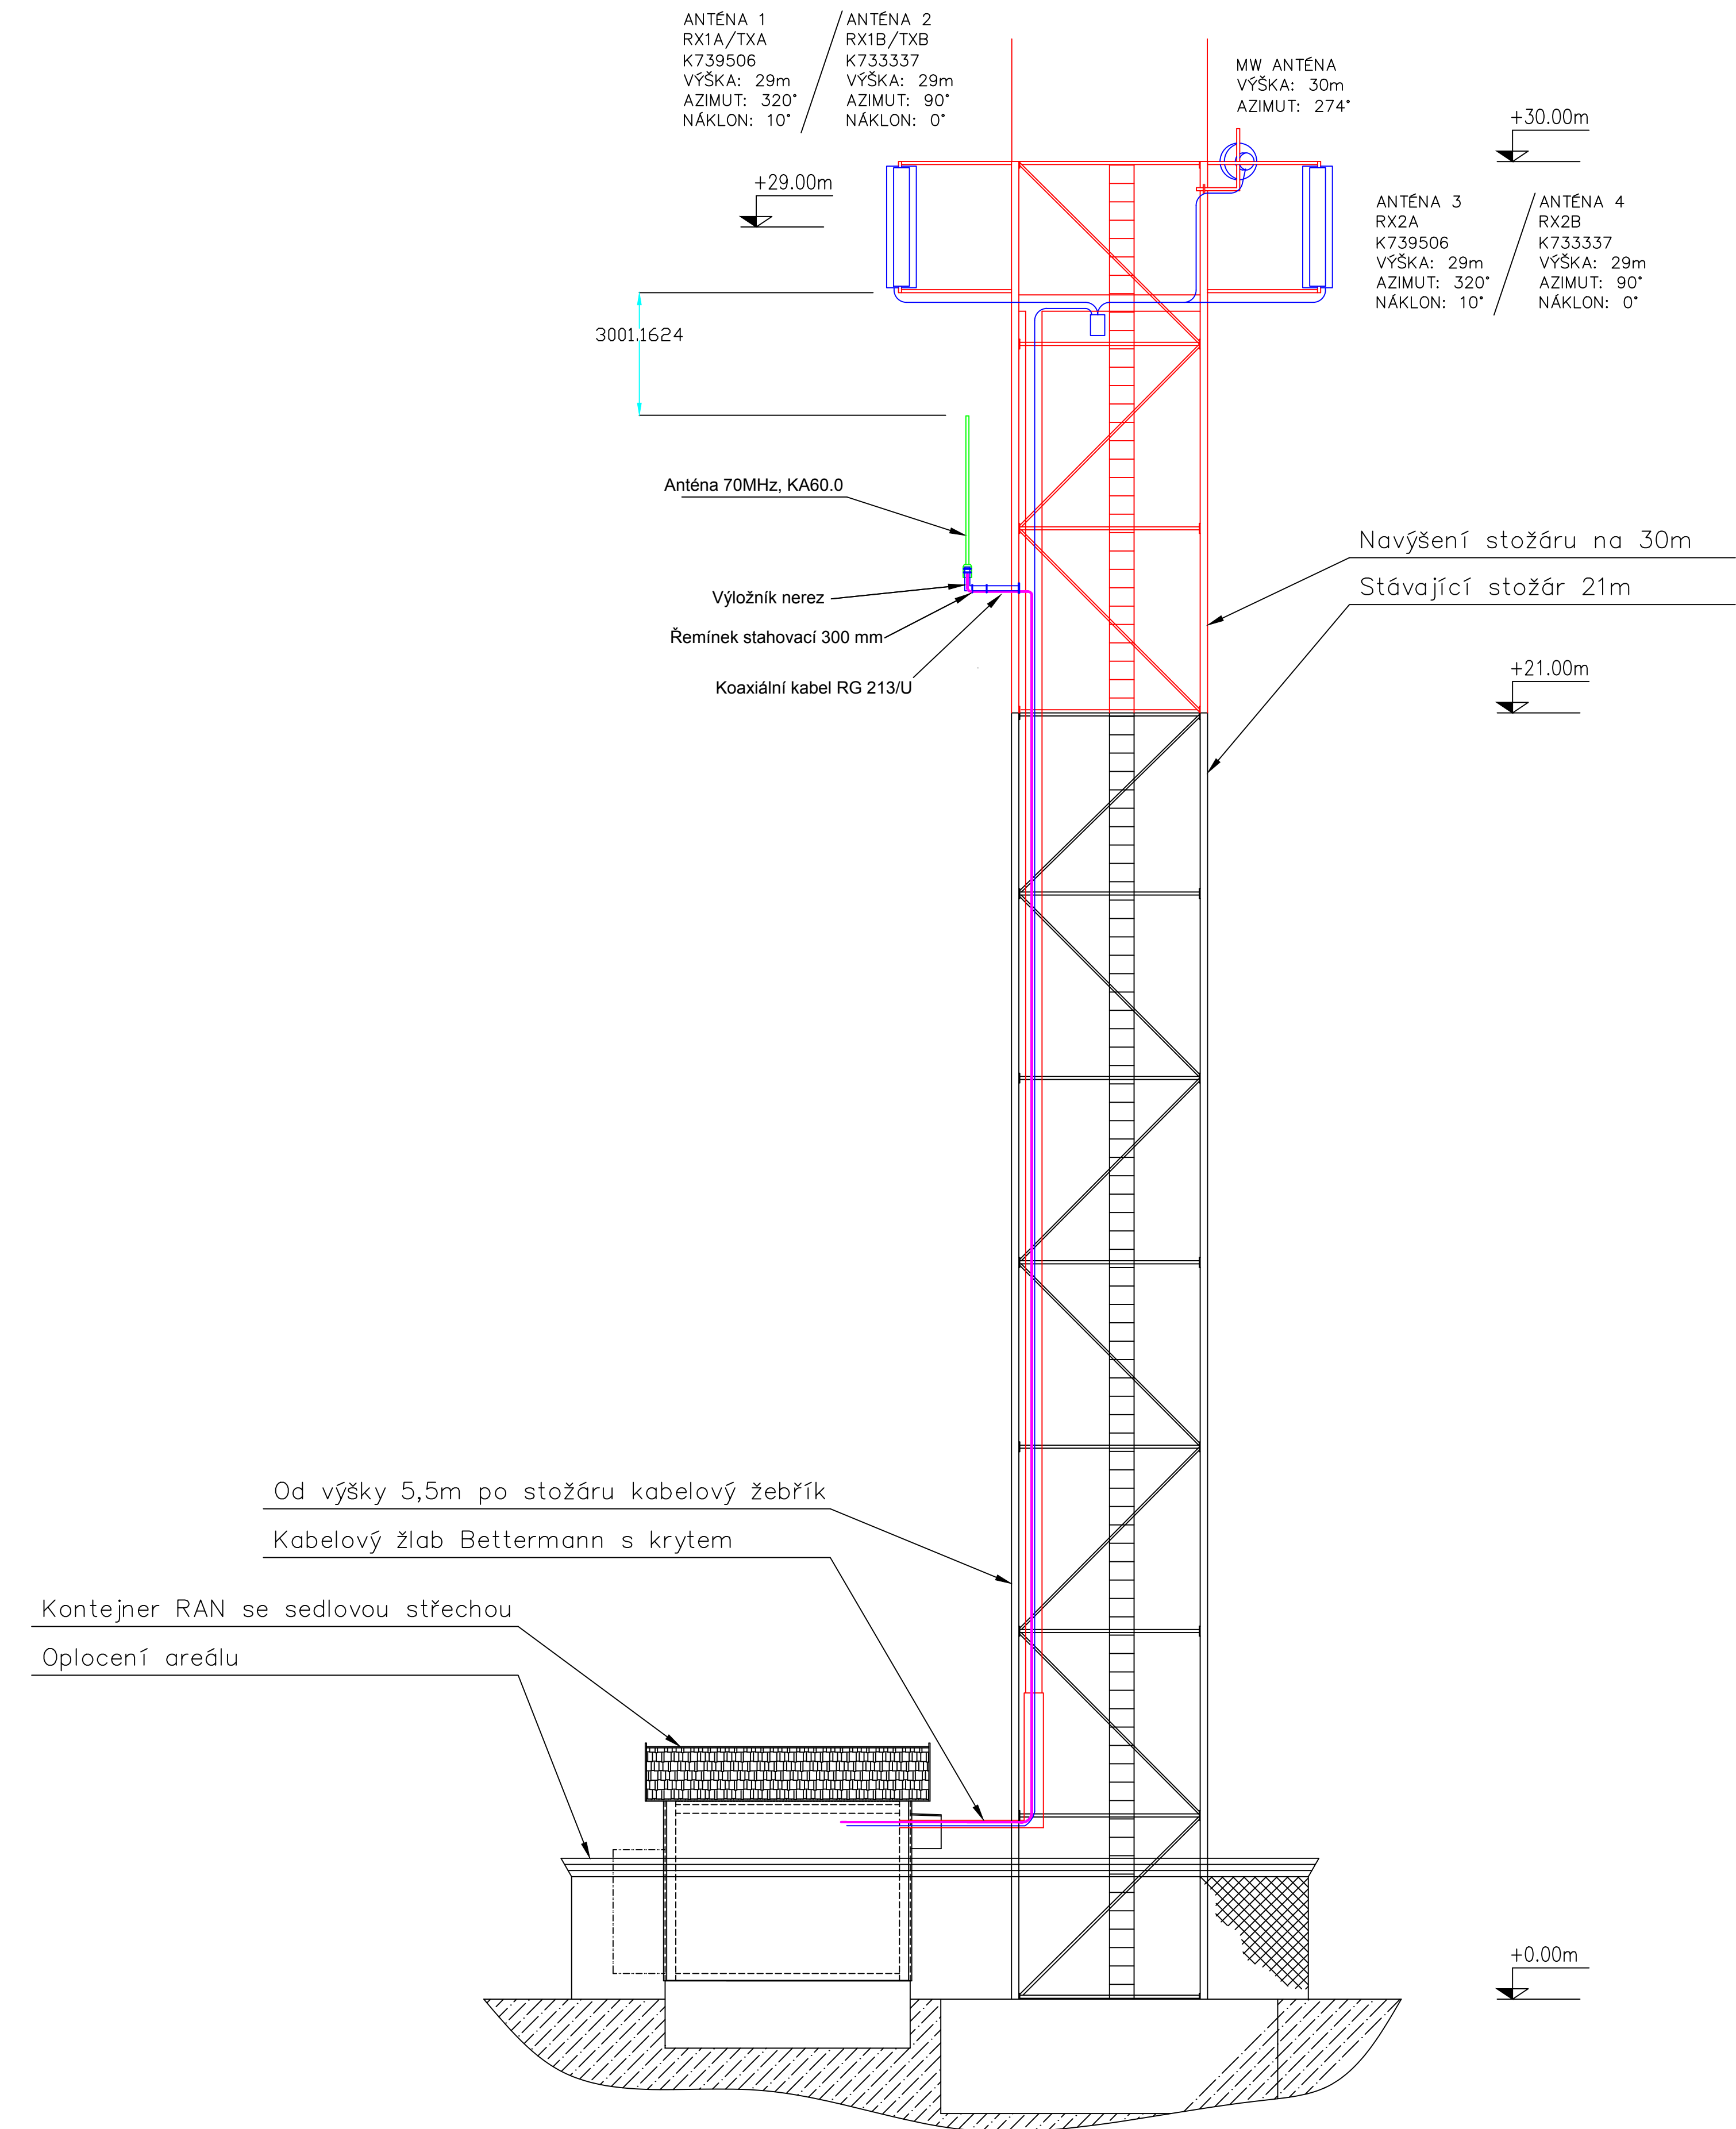 ANTÉNA 1
RX1A/TXA
K739506
VÝŠKA: 29m
AZIMUT: 320°
NÁKLON: 10°
ANTÉNA 2
RX1B/TXB
K733337
VÝŠKA: 29m
AZIMUT: 90°
NÁKLON: 0°
MW ANTÉNA
VÝŠKA: 30m
AZIMUT: 274°
+30.00m
+29.00m
ANTÉNA 3
RX2A
K739506
VÝŠKA: 29m
AZIMUT: 320°
NÁKLON: 10°
ANTÉNA 4
RX2B
K733337
VÝŠKA: 29m
AZIMUT: 90°
NÁKLON: 0°
3001.1624
Anténa 70MHz, KA60.0
Navýšení stožáru na 30m
Stávající stožár 21m
Výložník nerez
Řemínek stahovací 300 mm
Koaxiální kabel RG 213/U
+21.00m
Od výšky 5,5m po stožáru kabelový žebřík
Kabelový žlab Bettermann s krytem
Kontejner RAN se sedlovou střechou
Oplocení areálu
+0.00m